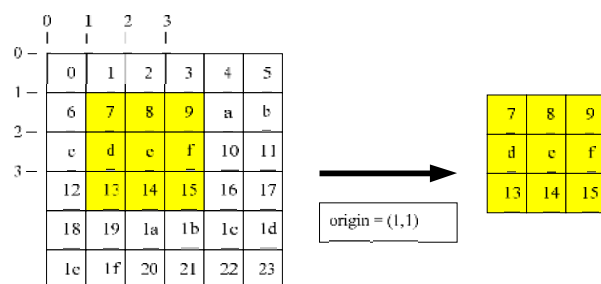 0 1 2 3
0 –
0 1 2 3 4 5
1 –
6 7 8 9 a b
7 8 9
2 –
c d e f 10 11
d e f
3 –
12 13 14 15 16 17
13 14 15
18 19 1a 1b 1c 1d
origin = (1,1)
1e 1f 20 21 22 23